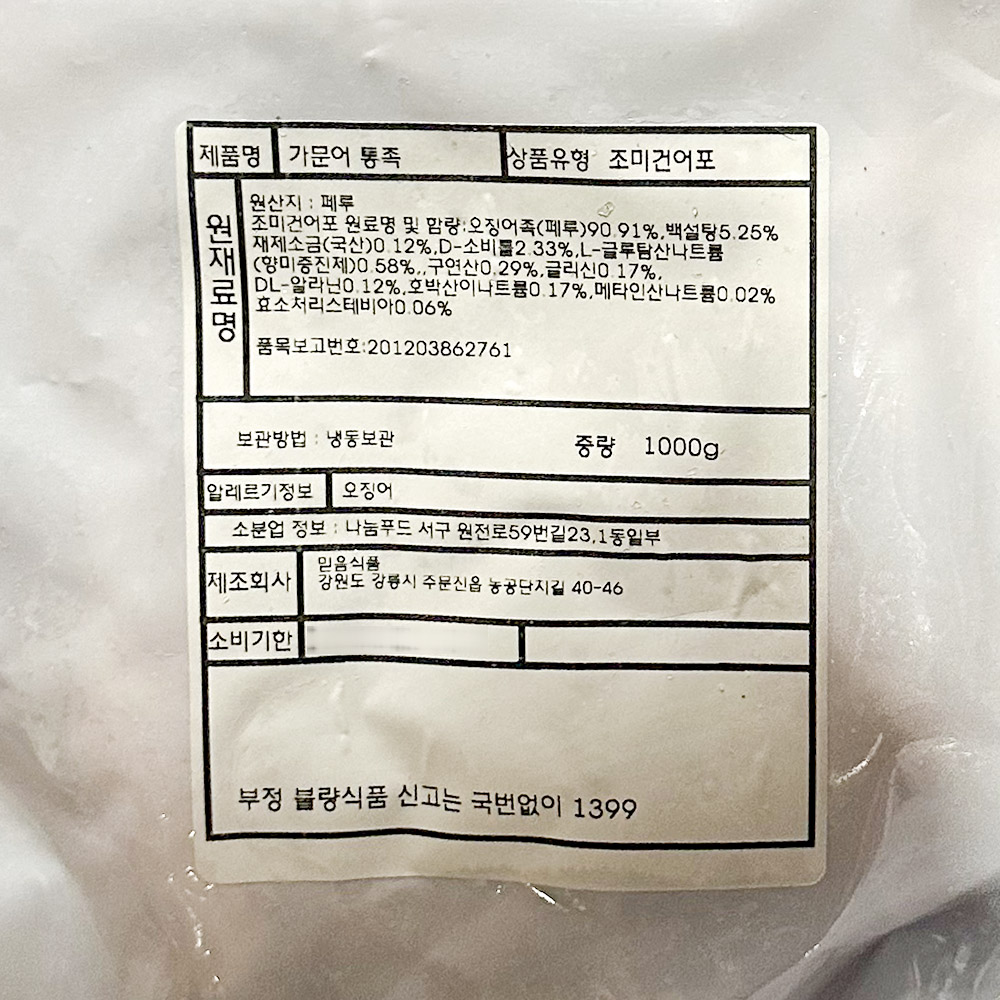 제품명 가문어 통족 상품유형 조미건어포
원재료명
원산지 : 페루
조미건어포 원료명 및 함량:오징어족(페루)90.91%,백설탕5.25%
재제소금(국산)0.12%,D-소비톨2.33%,L-글루탐산나트륨
(향미증진제)0.58%,,구연산0.29%,글리신0.17%,
DL-알라닌0.12%,호박산이나트륨0.17%,메타인산나트륨0.02%
효소처리스테비아0.06%
품목보고번호:201203862761
보관방법 : 냉동보관 중량 1000g
알레르기정보 오징어
소분업 정보 : 나눔푸드 서구 원전로59번길23,1동일부
제조회사 믿음식품
강원도 강릉시 주문진읍 농공단지길 40-46
소비기한
부정 불량식품 신고는 국번없이 1399